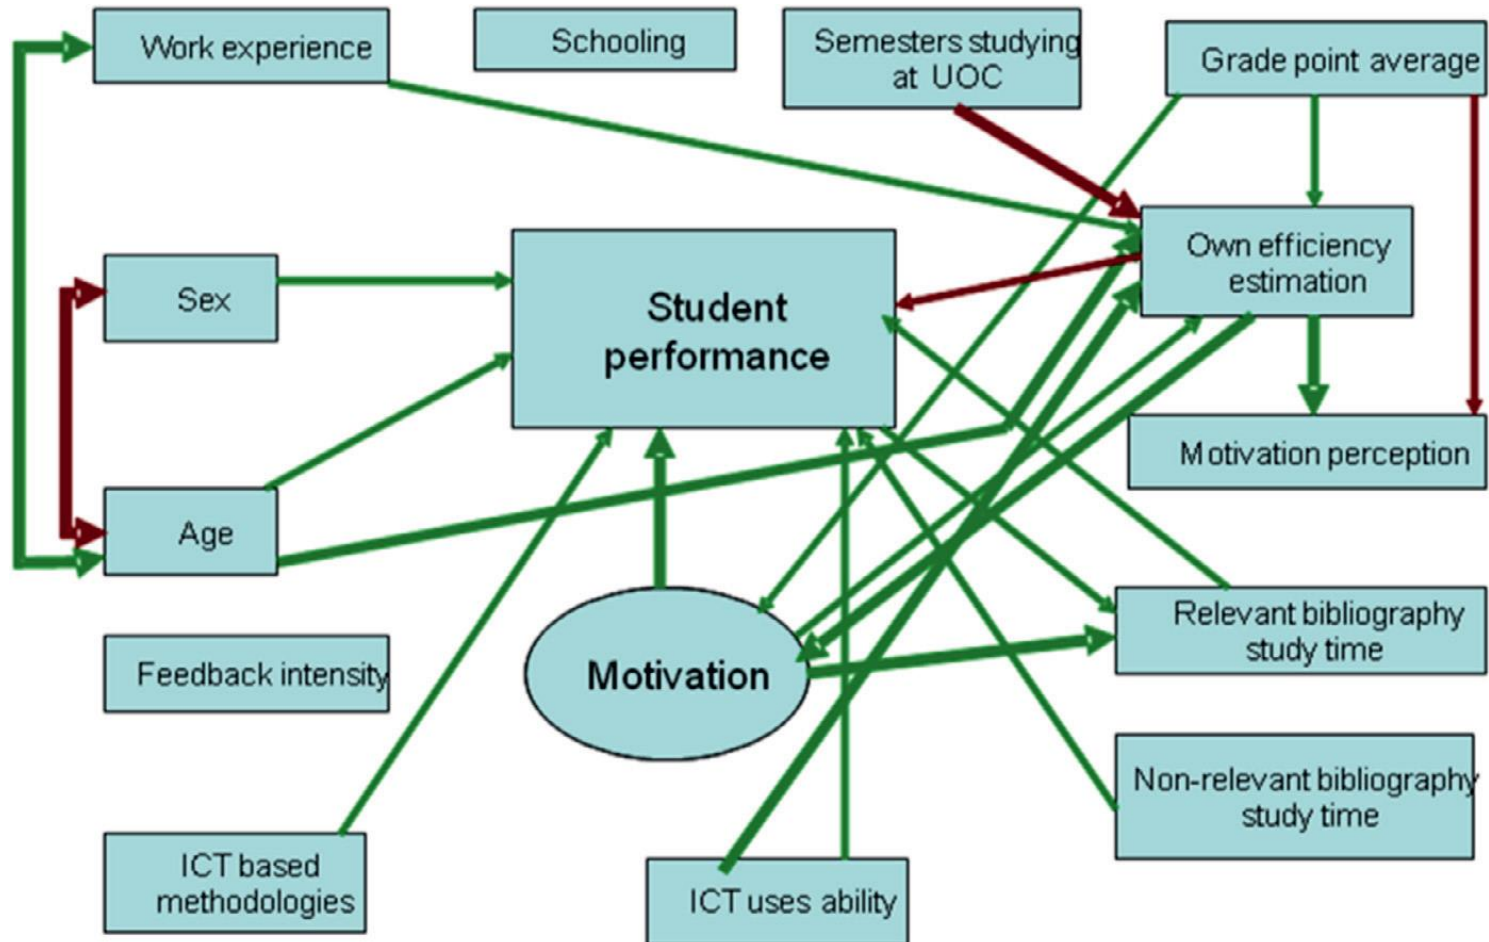 Work experience
Schooling
Semesters studying
at UOC
Grade point average
Own efficiency
estimation
Sex
Student
performance
Motivation perception
Age
Relevant bibliography
study time
Feedback intensity
Motivation
Non-relevant bibliography
study time
ICT based
methodologies
ICT uses ability